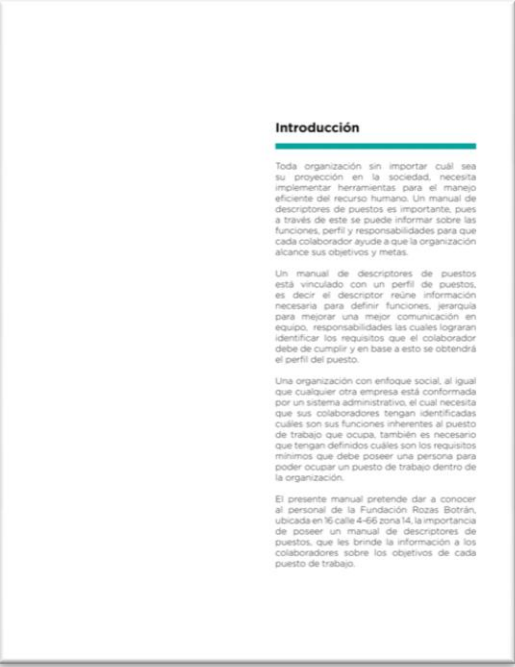 Introducción
Toda organización sin importar cuál sea
su proyección en la sociedad, necesita
implementar herramientas para el manejo
eficiente del recurso humano. Un manual de
descriptores de puestos es importante, pues
a través de este se puede informar sobre las
funciones, perfil y responsabilidades para que
cada colaborador ayude a que la organización
alcance sus objetivos y metas.
Un manual de descriptores de puestos
está vinculado con un perfil de puestos,
es decir el descriptor reúne información
necesaria para definir funciones, jerarquía
para mejorar una mejor comunicación en
equipo, responsabilidades las cuales lograran
identificar los requisitos que el colaborador
debe de cumplir y en base a esto se obtendrá
el perfil del puesto.
Una organización con enfoque social, al igual
que cualquier otra empresa está conformada
por un sistema administrativo, el cual necesita
que sus colaboradores tengan identificadas
cuáles son sus funciones inherentes al puesto
de trabajo que ocupa, también es necesario
que tengan definidos cuáles son los requisitos
mínimos que debe poseer una persona para
poder ocupar un puesto de trabajo dentro de
la organización.
El presente manual pretende dar a conocer
al personal de la Fundación Rozas Botrán,
ubicada en 16 calle 4-66 zona 14, la importancia
de poseer un manual de descriptores de
puestos, que les brinde la información a los
colaboradores sobre los objetivos de cada
puesto de trabajo.